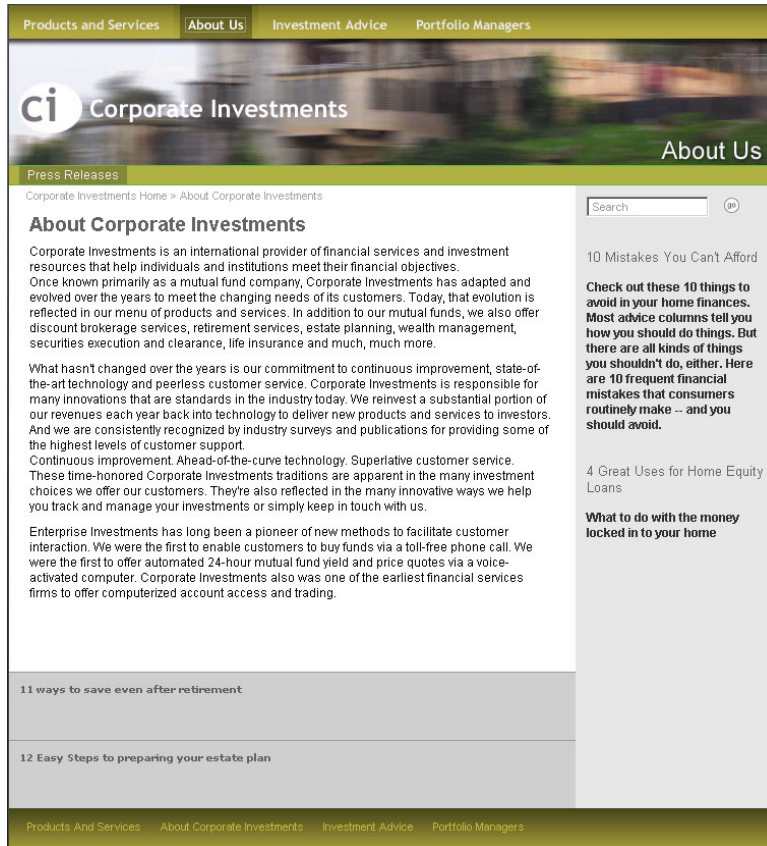 Products and Services About Us Investment Advice Portfolio Managers
ci Corporate Investments
About Us
Press Releases
Corporate Investments Home > About Corporate Investments
About Corporate Investments
Corporate Investments is an international provider of financial services and investment
resources that help individuals and institutions meet their financial objectives.
Once known primarily as a mutual fund company, Corporate Investments has adapted and
evolved over the years to meet the changing needs of its customers. Today, that evolution is
reflected in our menu of products and services. In addition to our mutual funds, we also offer
discount brokerage services, retirement services, estate planning, wealth management,
securities execution and clearance, life insurance and much, much more.
What hasn't changed over the years is our commitment to continuous improvement, state-of-
the-art technology and peerless customer service. Corporate Investments is responsible for
many innovations that are standards in the industry today. We reinvest a substantial portion of
our revenues each year back into technology to deliver new products and services to investors.
And we are consistently recognized by industry surveys and publications for providing some of
the highest levels of customer support.
Continuous improvement. Ahead-of-the-curve technology. Superlative customer service.
These time-honored Corporate Investments traditions are apparent in the many investment
choices we offer our customers. They're also reflected in the many innovative ways we help
you track and manage your investments or simply keep in touch with us.
Enterprise Investments has long been a pioneer of new methods to facilitate customer
interaction. We were the first to enable customers to buy funds via a toll-free phone call. We
were the first to offer automated 24-hour mutual fund yield and price quotes via a voice-
activated computer. Corporate Investments also was one of the earliest financial services
firms to offer computerized account access and trading.
Search go
10 Mistakes You Can't Afford
Check out these 10 things to
avoid in your home finances.
Most advice columns tell you
how you should do things. But
there are all kinds of things
you shouldn't do, either. Here
are 10 frequent financial
mistakes that consumers
routinely make -- and you
should avoid.
4 Great Uses for Home Equity
Loans
What to do with the money
locked in to your home
11 ways to save even after retirement
12 Easy Steps to preparing your estate plan
Products And Services About Corporate Investments Investment Advice Portfolio Managers